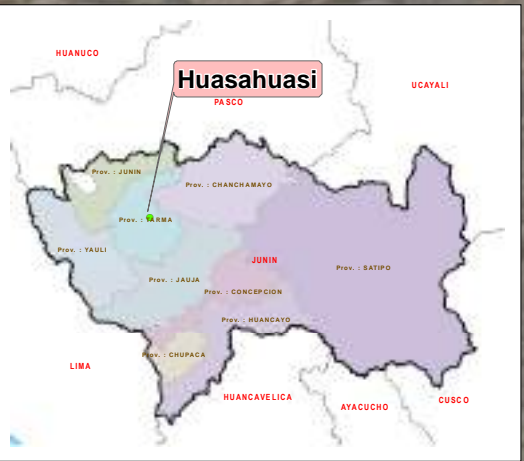 HUANUCO
Huasahuasi
UCAYALI
PASCO
Prov. : JUNIN
Prov. : CHANCHAMAYO
Prov. : TARMA
Prov. : YAULI
JUNIN
Prov. : SATIPO
Prov. : JAUJA
Prov. : CONCEPCION
Prov. : HUANCAYO
Prov. : CHUPACA
LIMA
HUANCAVELICA
AYACUCHO
CUSCO